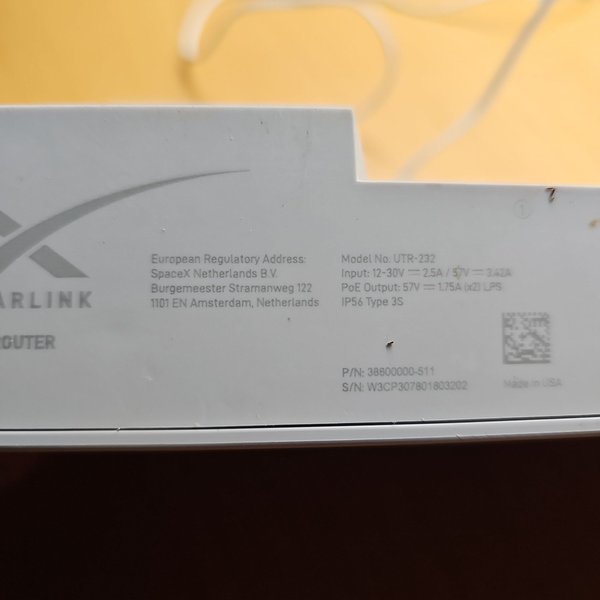 ARLINK
OUTER
European Regulatory Address:
SpaceX Netherlands B.V.
Burgemeester Stramanweg 122
1101 EN Amsterdam, Netherlands
Model No: UTR-232
Input: 12-30V ⎓ 2.5A / 57V ⎓ 3.42A
PoE Output: 57V ⎓ 1.75A (x2) LPS
IP56 Type 3S
P/N: 38600000-511
S/N: W3CP307801803202
Made in USA